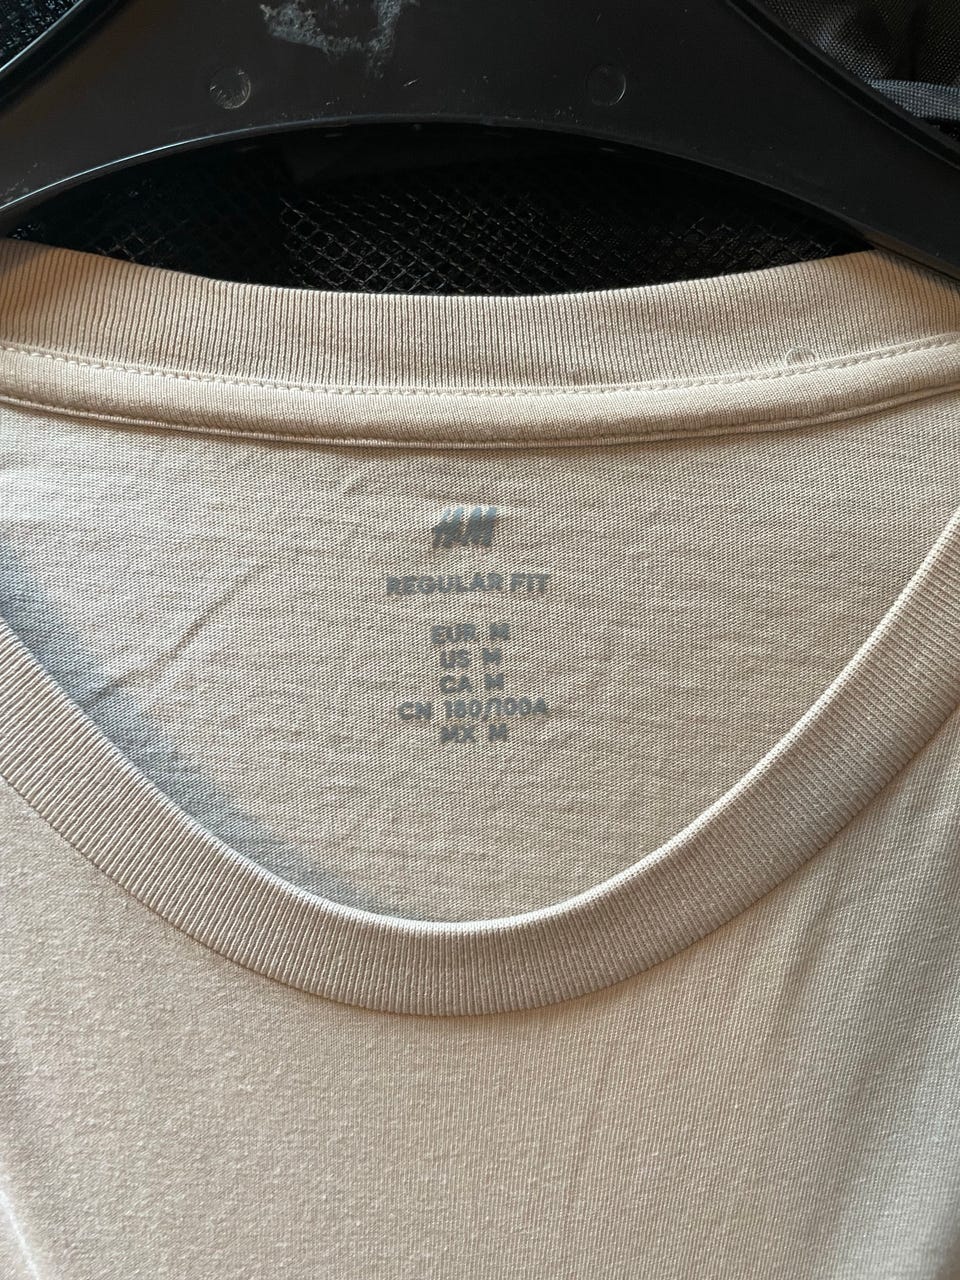 H&M
REGULAR FIT
EUR M
US M
CA M
CN 180/100A
MX M